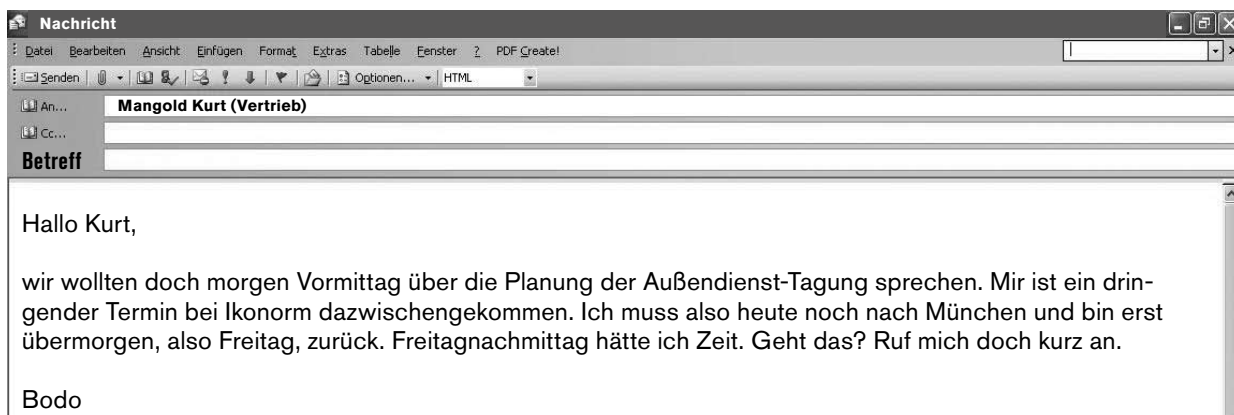 Nachricht
Datei Bearbeiten Ansicht Einfügen Format Extras Tabelle Fenster ? PDF Create!
Senden Optionen... HTML
An... Mangold Kurt (Vertrieb)
Cc...
Betreff
Hallo Kurt,
wir wollten doch morgen Vormittag über die Planung der Außendienst-Tagung sprechen. Mir ist ein drin-
gender Termin bei Ikonorm dazwischengekommen. Ich muss also heute noch nach München und bin erst
übermorgen, also Freitag, zurück. Freitagnachmittag hätte ich Zeit. Geht das? Ruf mich doch kurz an.
Bodo